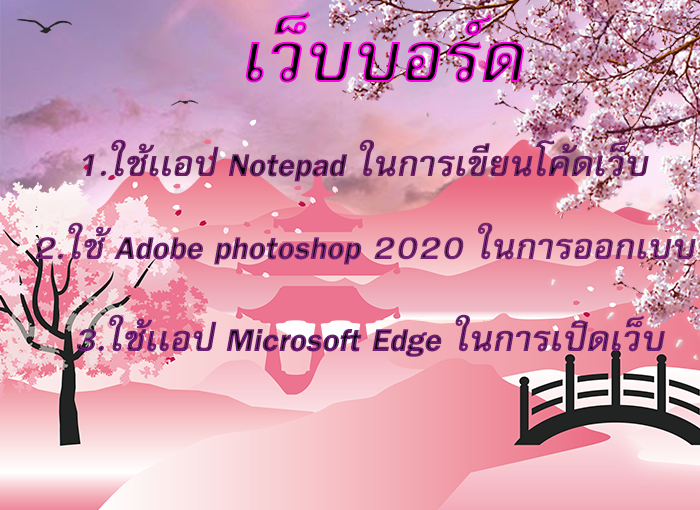 เว็บบอร์ด
1.ใช้แอป Notepad ในการเขียนโค้ดเว็บ
2.ใช้ Adobe photoshop 2020 ในการออกเบบ
3.ใช้แอป Microsoft Edge ในการเปิดเว็บ